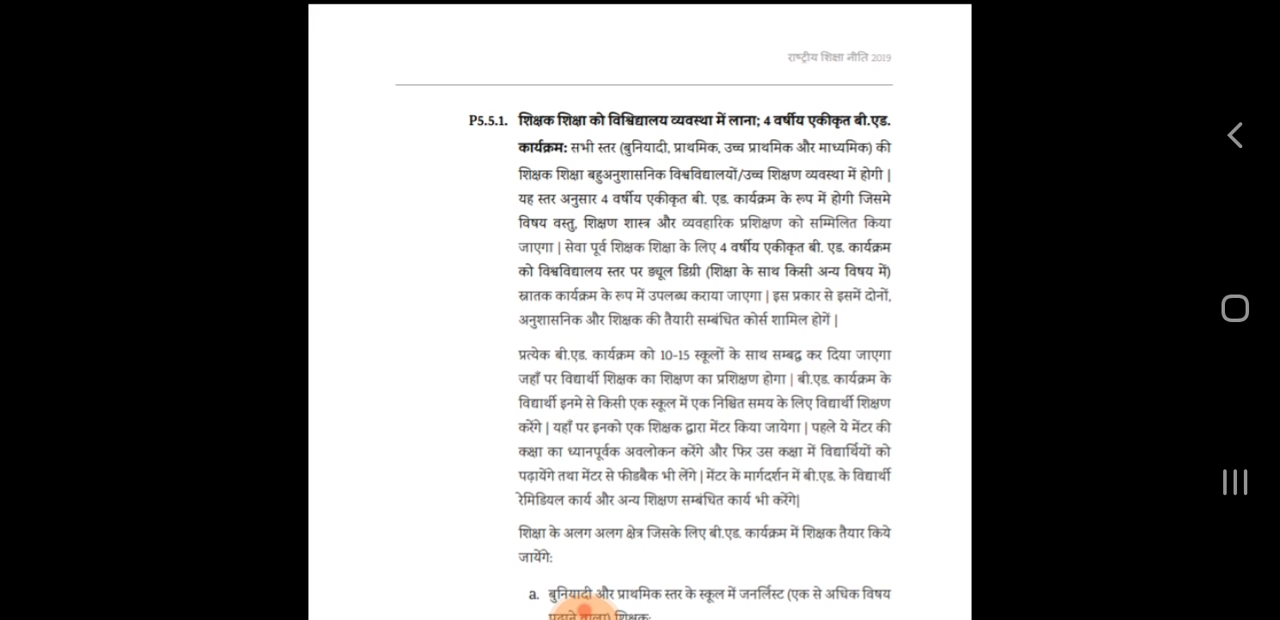 राष्ट्रीय शिक्षा नीति 2019
P5.5.1. शिक्षक शिक्षा को विश्विद्यालय व्यवस्था में लाना; 4 वर्षीय एकीकृत बी.एड.
कार्यक्रम: सभी स्तर (बुनियादी, प्राथमिक, उच्च प्राथमिक और माध्यमिक) की
शिक्षक शिक्षा बहुअनुशासनिक विश्वविद्यालयों/उच्च शिक्षण व्यवस्था में होगी |
यह स्तर अनुसार 4 वर्षीय एकीकृत बी. एड. कार्यक्रम के रूप में होगी जिसमे
विषय वस्तु, शिक्षण शास्त्र और व्यवहारिक प्रशिक्षण को सम्मिलित किया
जाएगा | सेवा पूर्व शिक्षक शिक्षा के लिए 4 वर्षीय एकीकृत बी. एड. कार्यक्रम
को विश्वविद्यालय स्तर पर ड्यूल डिग्री (शिक्षा के साथ किसी अन्य विषय में)
स्नातक कार्यक्रम के रूप में उपलब्ध कराया जाएगा | इस प्रकार से इसमें दोनों,
अनुशासनिक और शिक्षक की तैयारी सम्बंधित कोर्स शामिल होगें |
प्रत्येक बी.एड. कार्यक्रम को 10-15 स्कूलों के साथ सम्बद्ध कर दिया जाएगा
जहाँ पर विद्यार्थी शिक्षक का शिक्षण का प्रशिक्षण होगा | बी.एड. कार्यक्रम के
विद्यार्थी इनमे से किसी एक स्कूल में एक निश्चित समय के लिए विद्यार्थी शिक्षण
करेंगे | यहाँ पर इनको एक शिक्षक द्वारा मेंटर किया जायेगा | पहले ये मेंटर की
कक्षा का ध्यानपूर्वक अवलोकन करेंगे और फिर उस कक्षा में विद्यार्थियों को
पढ़ायेंगे तथा मेंटर से फीडबैक भी लेंगे | मेंटर के मार्गदर्शन में बी.एड. के विद्यार्थी
रेमिडियल कार्य और अन्य शिक्षण सम्बंधित कार्य भी करेंगे|
शिक्षा के अलग अलग क्षेत्र जिसके लिए बी.एड. कार्यक्रम में शिक्षक तैयार किये
जायेंगे:
a. बुनियादी और प्राथमिक स्तर के स्कूल में जनर्लिस्ट (एक से अधिक विषय
शिक्षक;